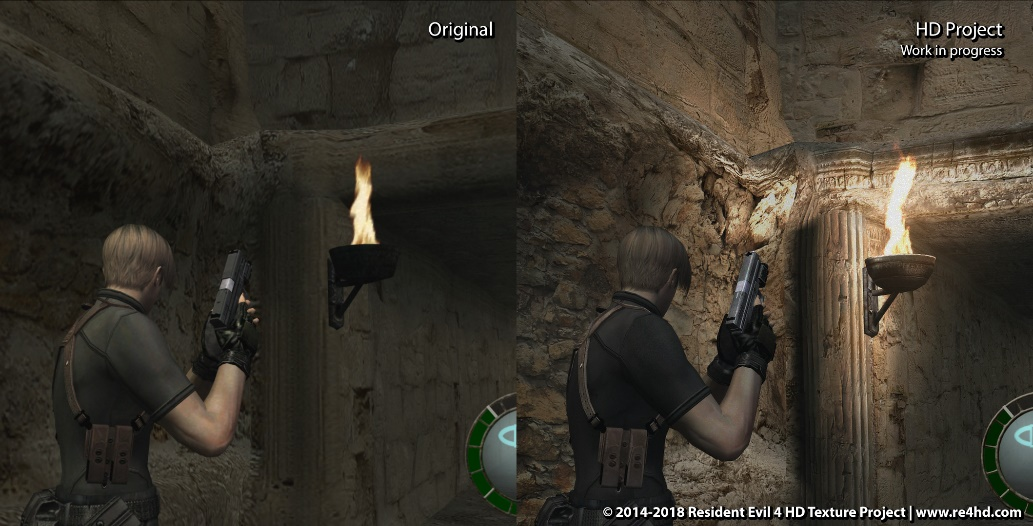 Original
HD Project
Work in progress
© 2014-2018 Resident Evil 4 HD Texture Project | www.re4hd.com